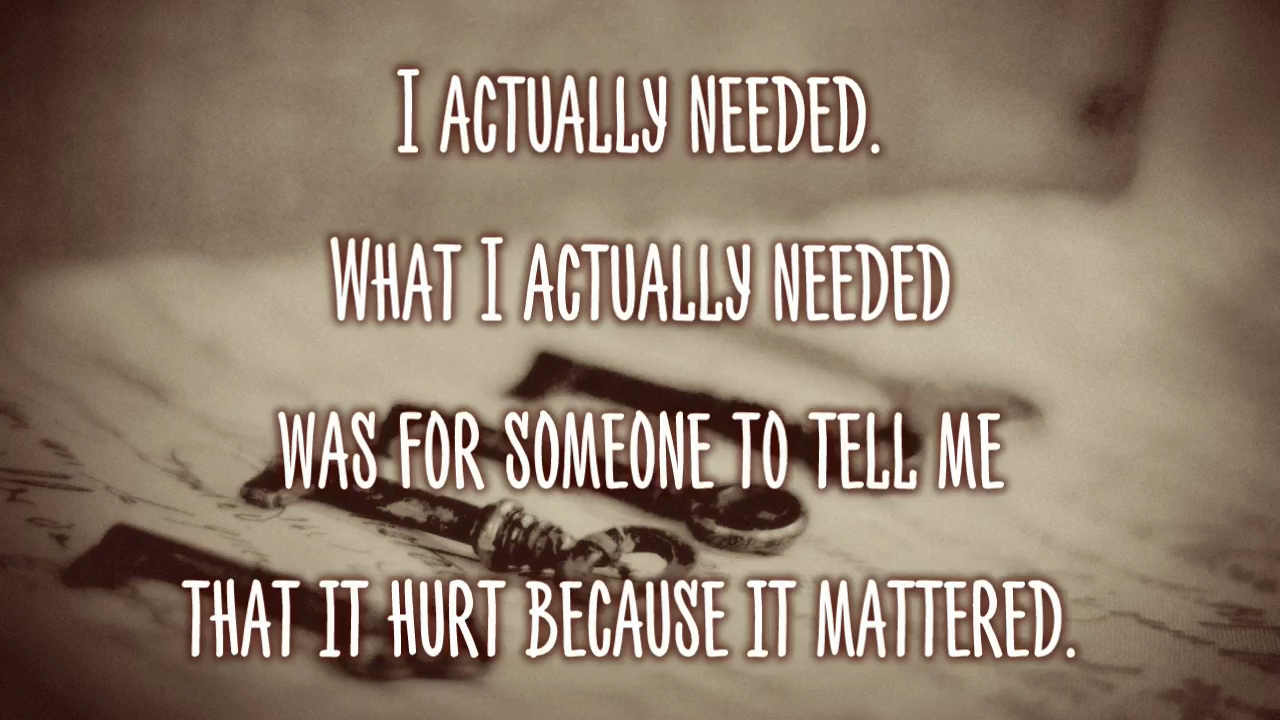 I ACTUALLY NEEDED.
WHAT I ACTUALLY NEEDED
WAS FOR SOMEONE TO TELL ME
THAT IT HURT BECAUSE IT MATTERED.